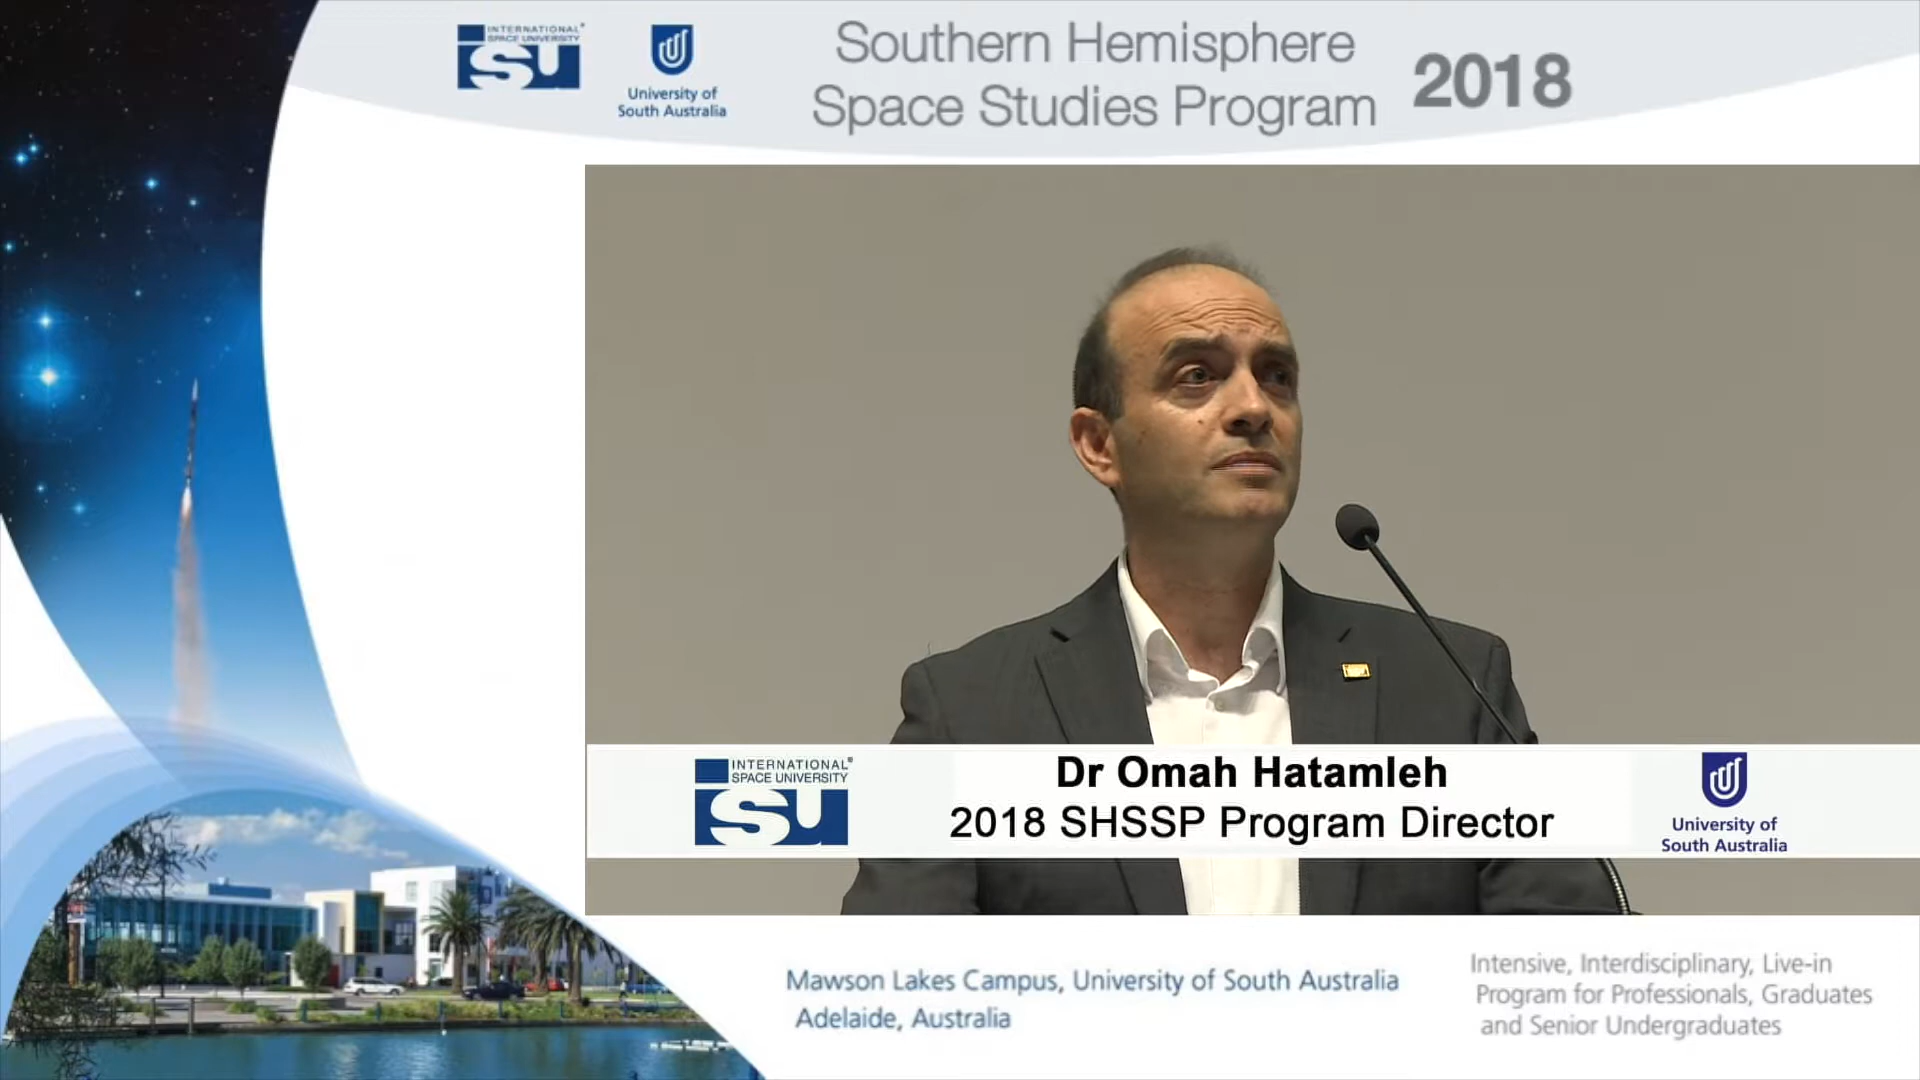 INTERNATIONAL®
SPACE UNIVERSITY
ISU
University of
South Australia
Southern Hemisphere
Space Studies Program
2018
INTERNATIONAL®
SPACE UNIVERSITY
ISU
Dr Omah Hatamleh
2018 SHSSP Program Director
University of
South Australia
Mawson Lakes Campus, University of South Australia
Adelaide, Australia
Intensive, Interdisciplinary, Live-in
Program for Professionals, Graduates
and Senior Undergraduates